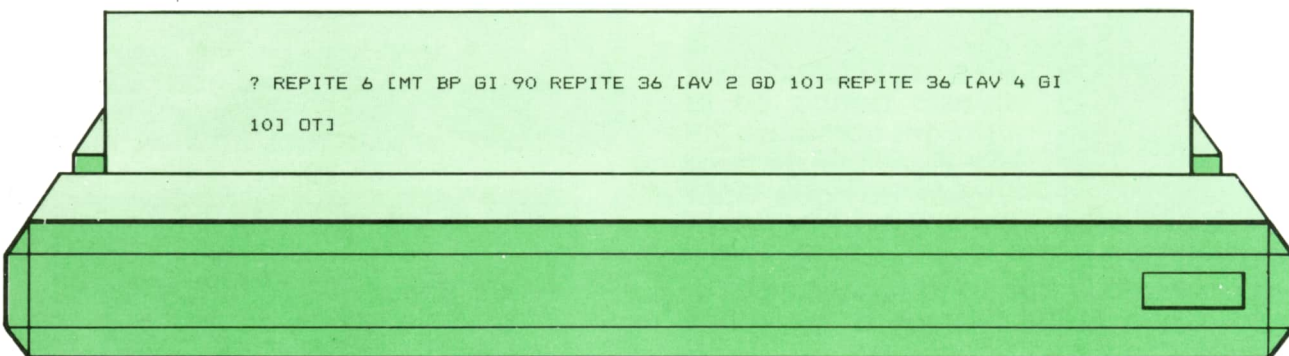 ? REPITE 6 [MT BP GI 90 REPITE 36 [AV 2 GD 10] REPITE 36 [AV 4 GI
10] OT]